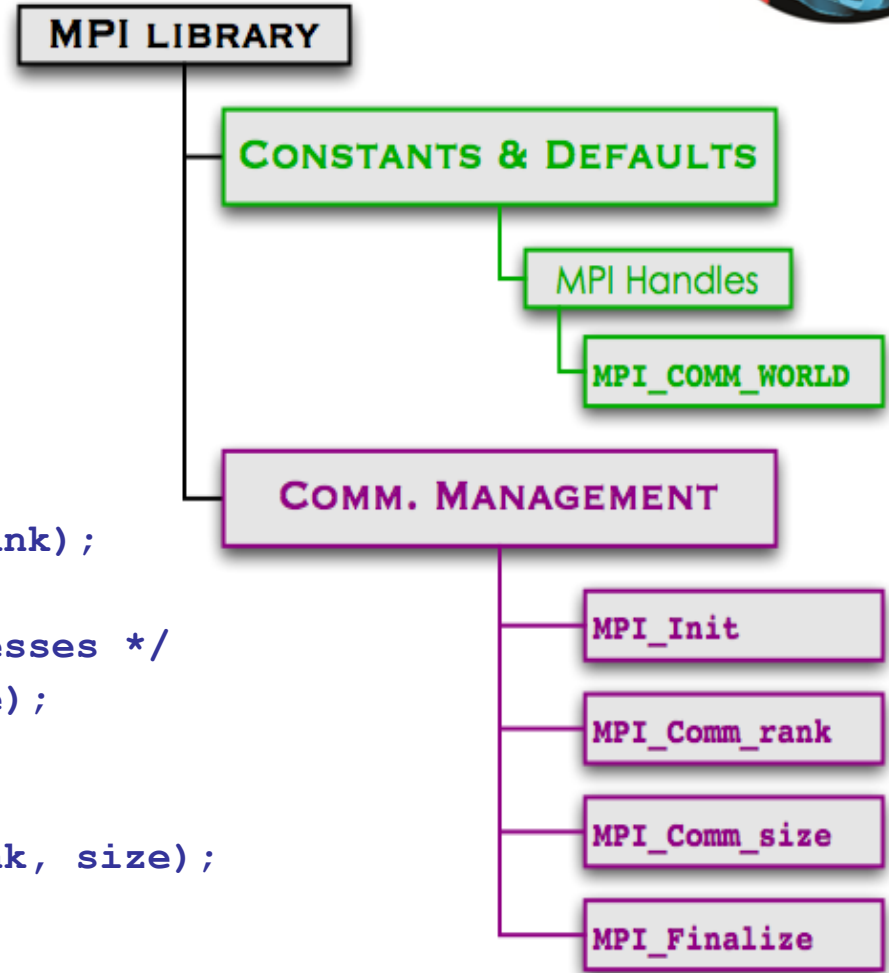 MPI LIBRARY
CONSTANTS & DEFAULTS
MPI Handles
MPI_COMM_WORLD
COMM. MANAGEMENT
MPI_Init
MPI_Comm_rank
MPI_Comm_size
MPI_Finalize
nk);
esses */
);
k, size);